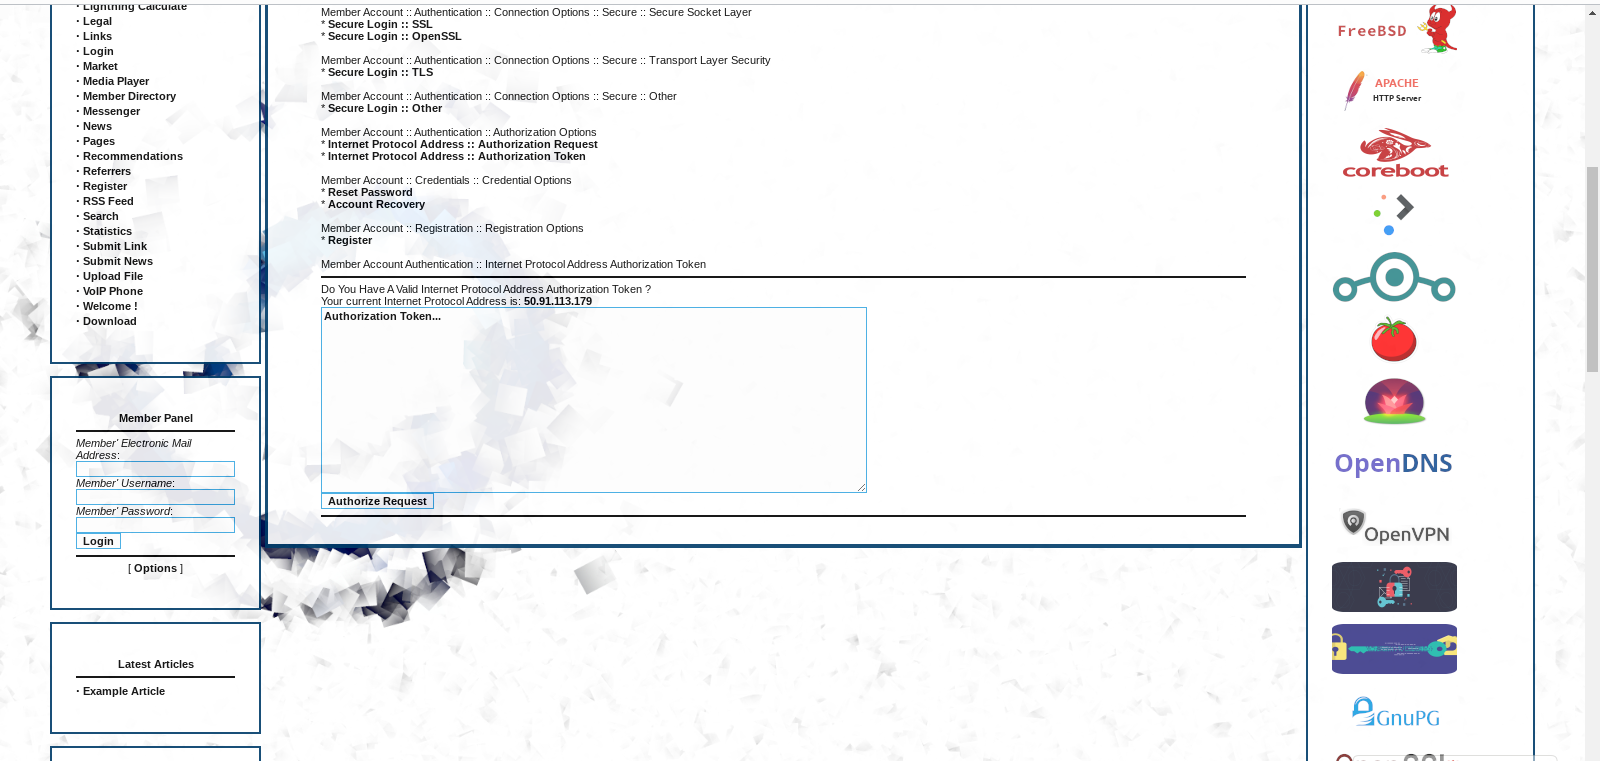 · Lightning Calculate
· Legal
· Links
· Login
· Market
· Media Player
· Member Directory
· Messenger
· News
· Pages
· Recommendations
· Referrers
· Register
· RSS Feed
· Search
· Statistics
· Submit Link
· Submit News
· Upload File
· VoIP Phone
· Welcome !
· Download
Member Panel
Member' Electronic Mail
Address:
Member' Username:
Member' Password:
Login
[ Options ]
Latest Articles
· Example Article
Member Account :: Authentication :: Connection Options :: Secure :: Secure Socket Layer
* Secure Login :: SSL
* Secure Login :: OpenSSL
Member Account :: Authentication :: Connection Options :: Secure :: Transport Layer Security
* Secure Login :: TLS
Member Account :: Authentication :: Connection Options :: Secure :: Other
* Secure Login :: Other
Member Account :: Authentication :: Authorization Options
* Internet Protocol Address :: Authorization Request
* Internet Protocol Address :: Authorization Token
Member Account :: Credentials :: Credential Options
* Reset Password
* Account Recovery
Member Account :: Registration :: Registration Options
* Register
Member Account Authentication :: Internet Protocol Address Authorization Token
Do You Have A Valid Internet Protocol Address Authorization Token ?
Your current Internet Protocol Address is: 50.91.113.179
Authorization Token...
Authorize Request
FreeBSD
APACHE
HTTP Server
coreboot
OpenDNS
OpenVPN
GnuPG